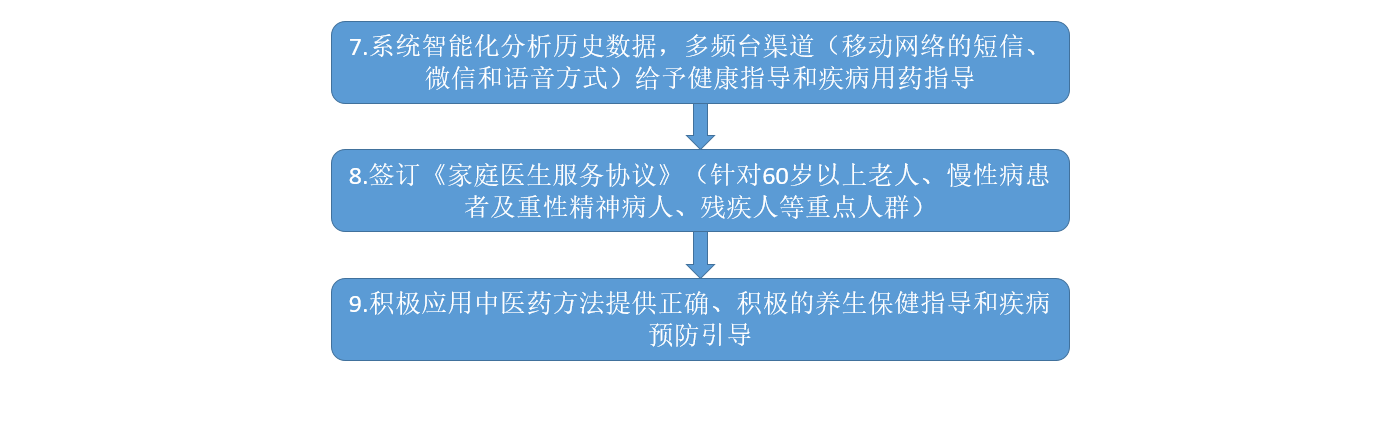 7.系统智能化分析历史数据，多频台渠道（移动网络的短信、
微信和语音方式）给予健康指导和疾病用药指导
8.签订《家庭医生服务协议》（针对60岁以上老人、慢性病患
者及重性精神病人、残疾人等重点人群）
9.积极应用中医药方法提供正确、积极的养生保健指导和疾病
预防引导